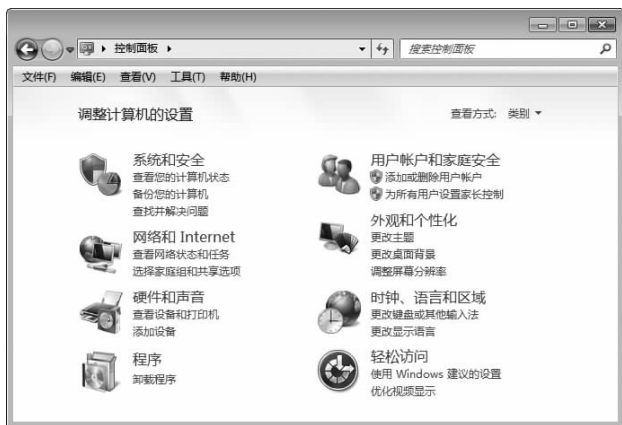 控制面板
搜索控制面板
文件(F) 编辑(E) 查看(V) 工具(T) 帮助(H)
调整计算机的设置
查看方式: 类别
系统和安全
查看您的计算机状态
备份您的计算机
查找并解决问题
网络和 Internet
查看网络状态和任务
选择家庭组和共享选项
硬件和声音
查看设备和打印机
添加设备
程序
卸载程序
用户帐户和家庭安全
添加或删除用户帐户
为所有用户设置家长控制
外观和个性化
更改主题
更改桌面背景
调整屏幕分辨率
时钟、语言和区域
更改键盘或其他输入法
更改显示语言
轻松访问
使用 Windows 建议的设置
优化视频显示